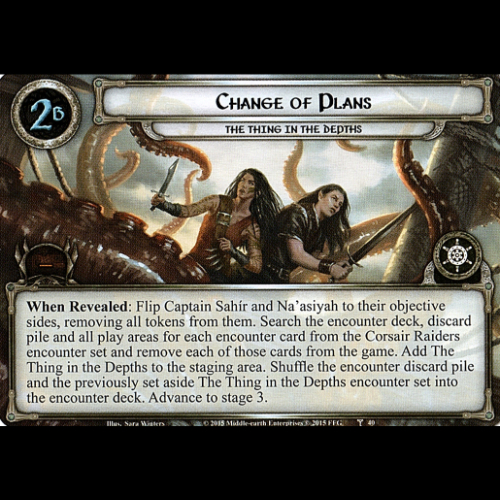 2B
CHANGE OF PLANS
THE THING IN THE DEPTHS
When Revealed: Flip Captain Sahír and Na'asiyah to their objective
sides, removing all tokens from them. Search the encounter deck, discard
pile and all play areas for each encounter card from the Corsair Raiders
encounter set and remove each of those cards from the game. Add The
Thing in the Depths to the staging area. Shuffle the encounter discard pile
and the previously set aside The Thing in the Depths encounter set into
the encounter deck. Advance to stage 3.
Illus. Sara Winters © 2015 Middle-earth Enterprises © 2015 FFG 40